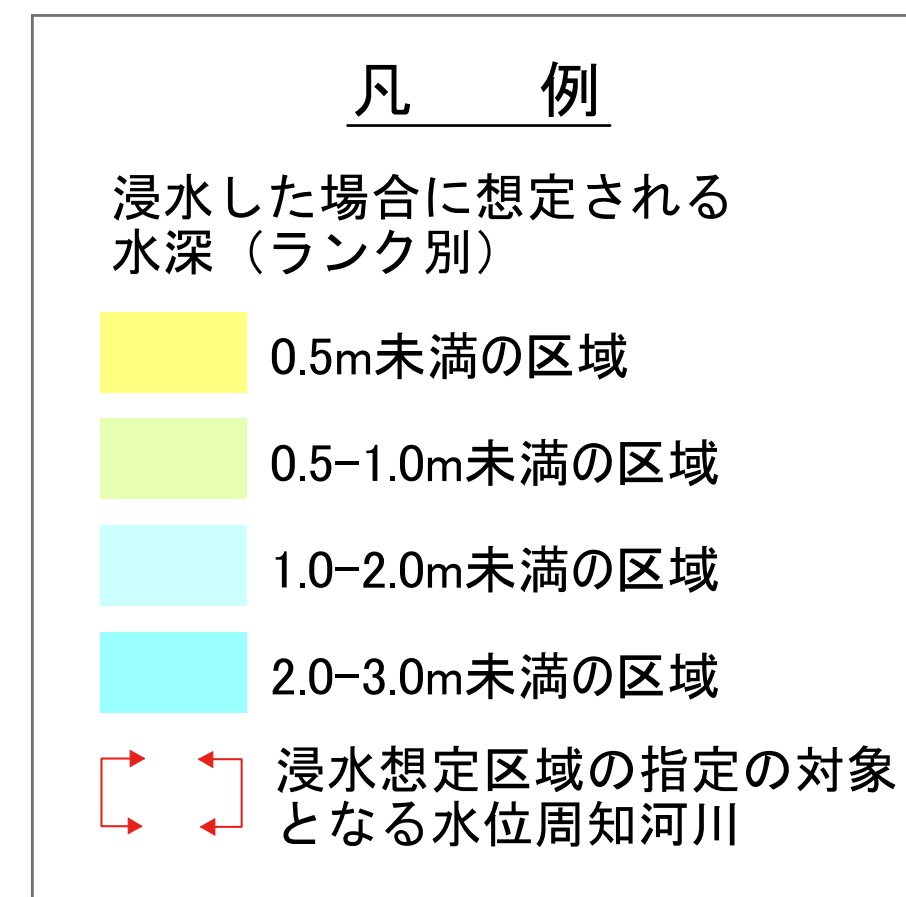 凡　例
浸水した場合に想定される
水深（ランク別）
0.5m未満の区域
0.5-1.0m未満の区域
1.0-2.0m未満の区域
2.0-3.0m未満の区域
浸水想定区域の指定の対象
となる水位周知河川